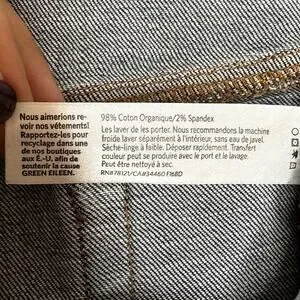 Nous aimerions re-
voir nos vêtements!
Rapportez-les pour
recyclage dans une
de nos boutiques
aux É.-U, afin de
soutenir la cause
GREEN EILEEN.
98% Coton Organique/2% Spandex
Les laver de les porter. Nous recommandons la machine
froide laver séparément à l'intérieur, sans eau de javel.
Sèche-linge à faible. Déposer rapidement. Transfert
couleur peut se produire avec le port et le lavage.
Peut être nettoyé à sec.
RN#78121/CA#34460 F16BD